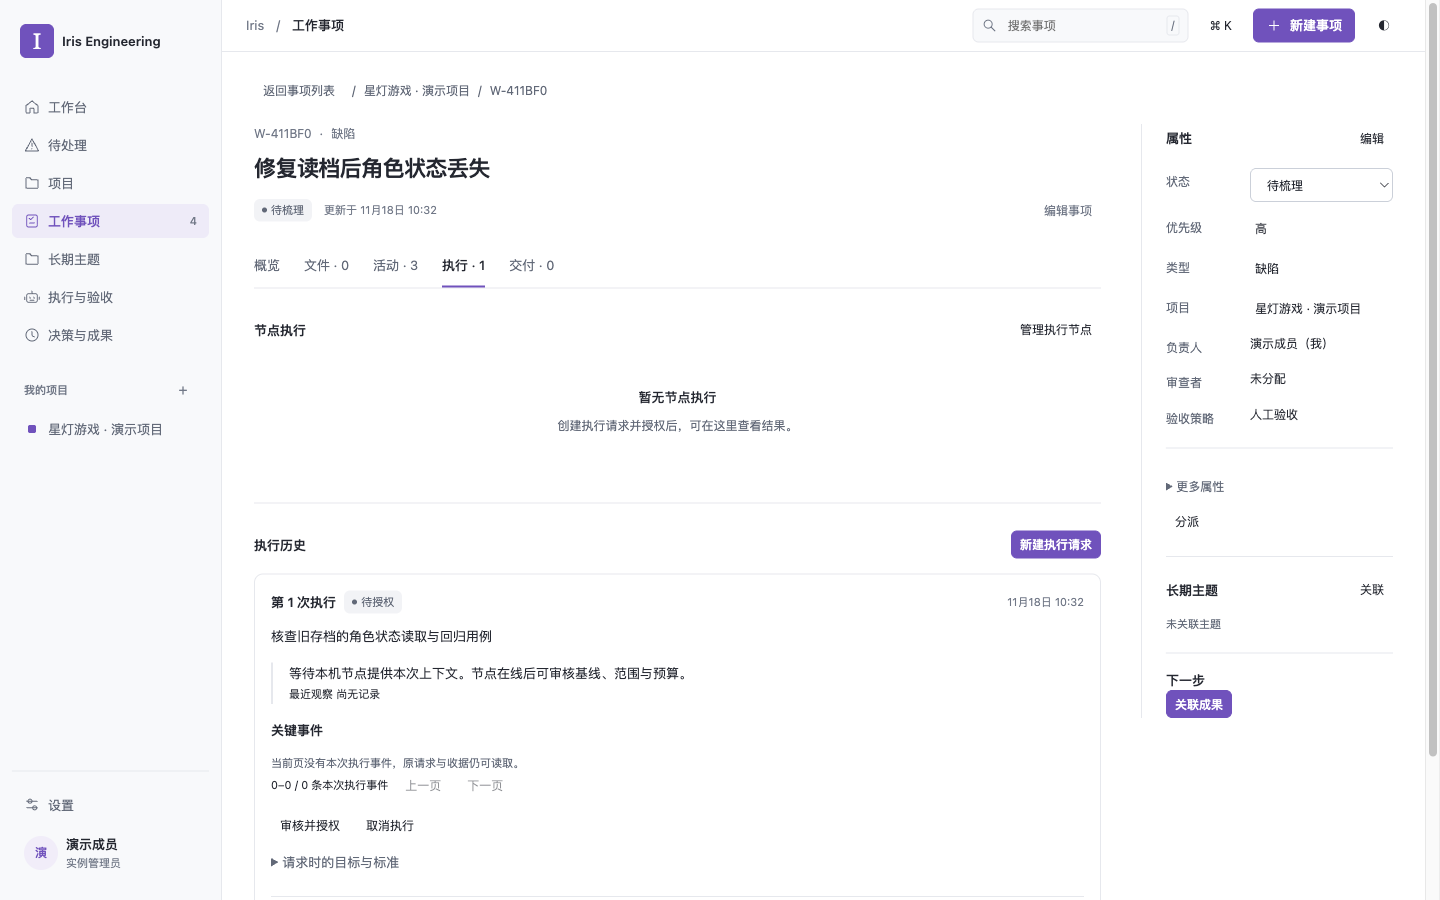 I Iris Engineering
工作台
待处理
项目
工作事项 4
长期主题
执行与验收
决策与成果
我的项目 +
星灯游戏 · 演示项目
设置
演 演示成员
实例管理员
Iris / 工作事项
搜索事项 /
⌘ K
+ 新建事项
返回事项列表 / 星灯游戏 · 演示项目 / W-411BF0
W-411BF0 · 缺陷
修复读档后角色状态丢失
待梳理 更新于 11月18日 10:32
编辑事项
概览 文件 · 0 活动 · 3 执行 · 1 交付 · 0
节点执行 管理执行节点
暂无节点执行
创建执行请求并授权后，可在这里查看结果。
执行历史 新建执行请求
第 1 次执行 待授权 11月18日 10:32
核查旧存档的角色状态读取与回归用例
等待本机节点提供本次上下文。节点在线后可审核基线、范围与预算。
最近观察 尚无记录
关键事件
当前页没有本次执行事件，原请求与收据仍可读取。
0–0 / 0 条本次执行事件 上一页 下一页
审核并授权 取消执行
请求时的目标与标准
属性 编辑
状态 待梳理
优先级 高
类型 缺陷
项目 星灯游戏 · 演示项目
负责人 演示成员（我）
审查者 未分配
验收策略 人工验收
更多属性
分派
长期主题 关联
未关联主题
下一步
关联成果